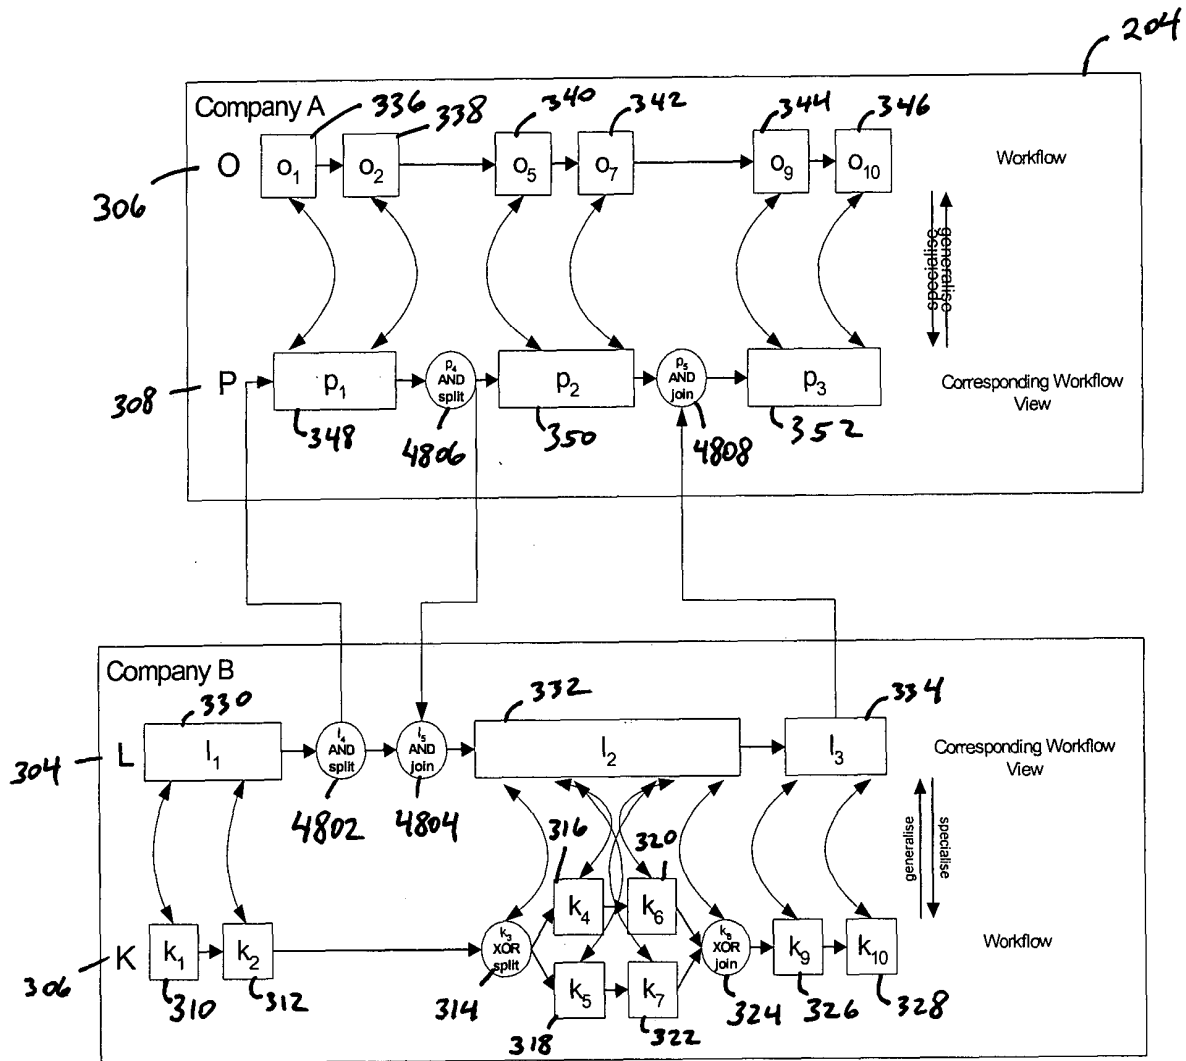 204
Company A
336
338
340
342
344
346
O
o1
o2
o5
o7
o9
o10
Workflow
306
specialise
generalise
P
p1
p4 AND split
p2
p5 AND join
p3
Corresponding Workflow View
308
348
4806
350
4808
352
Company B
330
332
334
L
l1
l4 AND split
l5 AND join
l2
l3
Corresponding Workflow View
304
4802
4804
316
320
generalise
specialise
K
k1
k2
k3 XOR split
k4
k6
k5
k7
k8 XOR join
k9
k10
Workflow
306
310
312
314
318
322
324
326
328